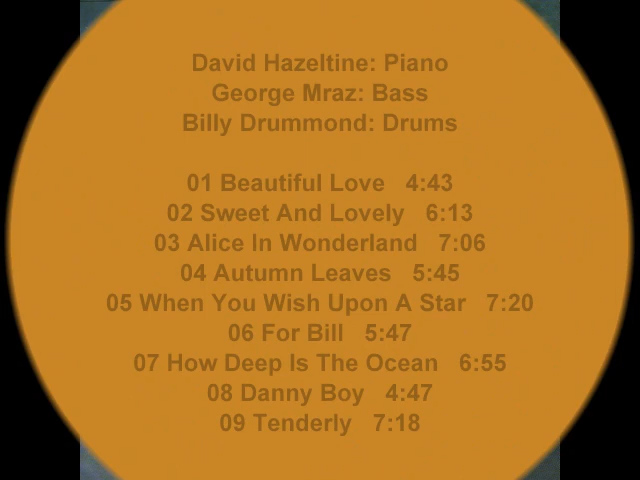 David Hazeltine: Piano
George Mraz: Bass
Billy Drummond: Drums
01 Beautiful Love 4:43
02 Sweet And Lovely 6:13
03 Alice In Wonderland 7:06
04 Autumn Leaves 5:45
05 When You Wish Upon A Star 7:20
06 For Bill 5:47
07 How Deep Is The Ocean 6:55
08 Danny Boy 4:47
09 Tenderly 7:18